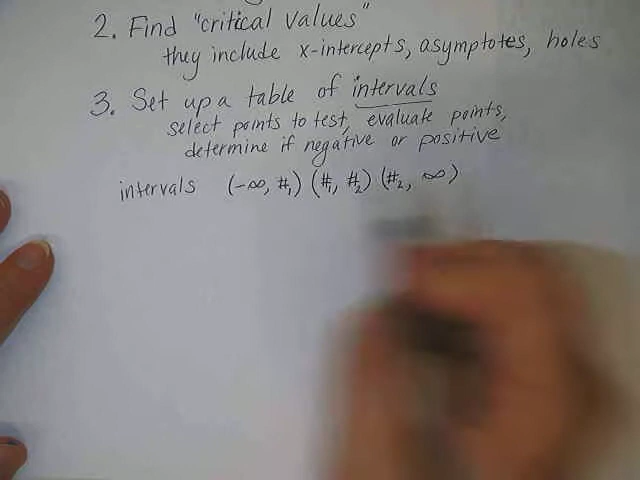 2. Find "critical values"
they include x-intercepts, asymptotes, holes
3. Set up a table of intervals
select points to test, evaluate points,
determine if negative or positive
intervals (-∞, #₁) (#₁, #₂) (#₂, ∞)